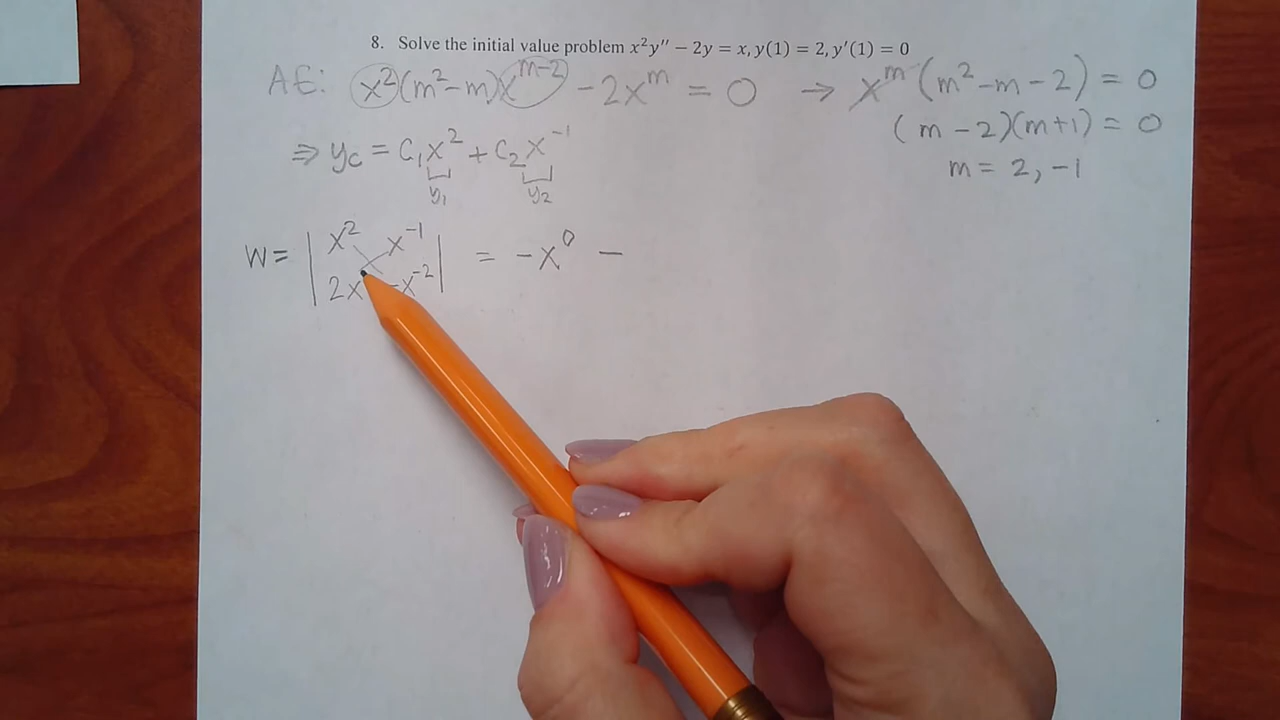 8. Solve the initial value problem x²y″ − 2y = x, y(1) = 2, y′(1) = 0
AE: x²(m²−m)x^(m−2) − 2x^m = 0 → x^m (m²−m−2) = 0
(m−2)(m+1) = 0
⇒ y_c = C₁x² + C₂x⁻¹
m = 2, −1
y₁ y₂
W = | x² x⁻¹ | = −x⁰ −
2x −x⁻²